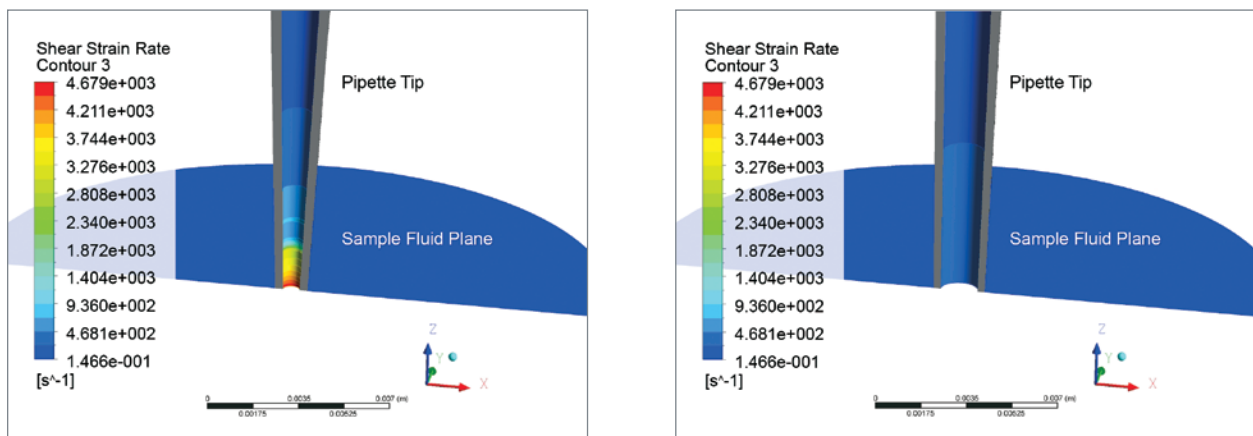 Shear Strain Rate
Contour 3
4.679e+003
4.211e+003
3.744e+003
3.276e+003
2.808e+003
2.340e+003
1.872e+003
1.404e+003
9.360e+002
4.681e+002
1.466e-001
[s^-1]
Pipette Tip
Sample Fluid Plane
Z
Y
X
0 0.0035 0.007 (m)
0.00175 0.00525
Shear Strain Rate
Contour 3
4.679e+003
4.211e+003
3.744e+003
3.276e+003
2.808e+003
2.340e+003
1.872e+003
1.404e+003
9.360e+002
4.681e+002
1.466e-001
[s^-1]
Pipette Tip
Sample Fluid Plane
Z
Y
X
0 0.0035 0.007 (m)
0.00175